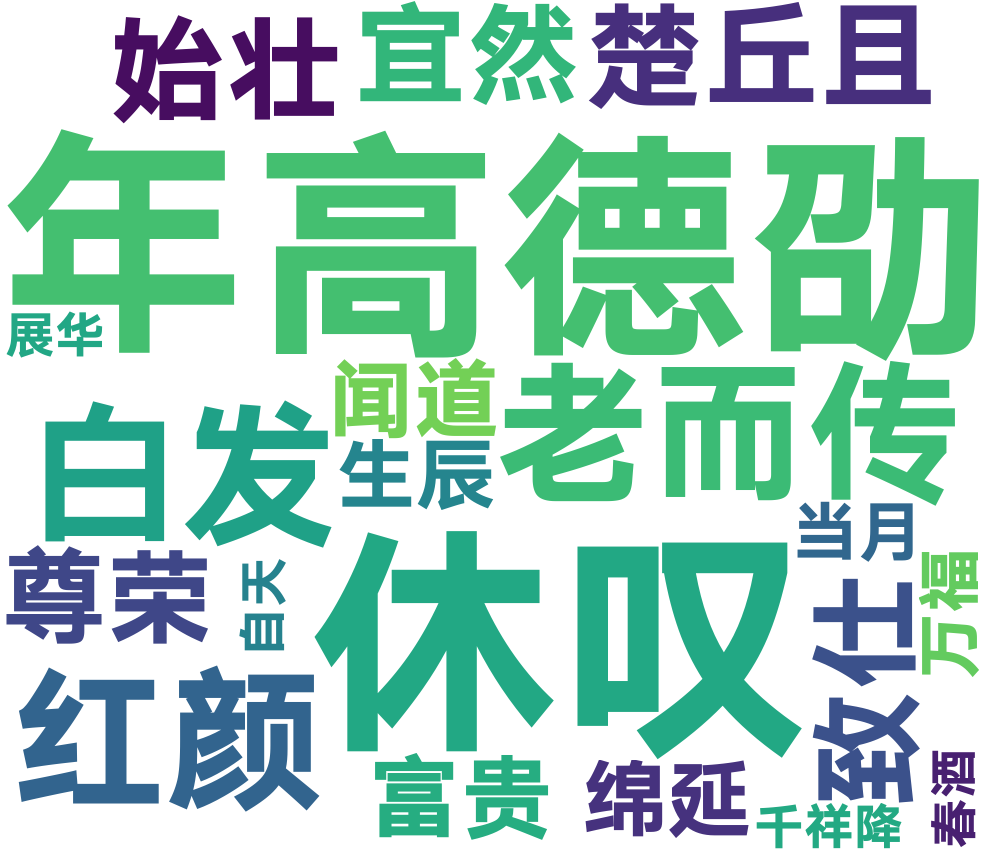 始壮
宜然
楚丘且
年高德劭
展华
闻道
老而传
白发
生辰
当月
尊荣
自天
休叹
万福
致仕
红颜
富贵
绵延
千祥降
春酒